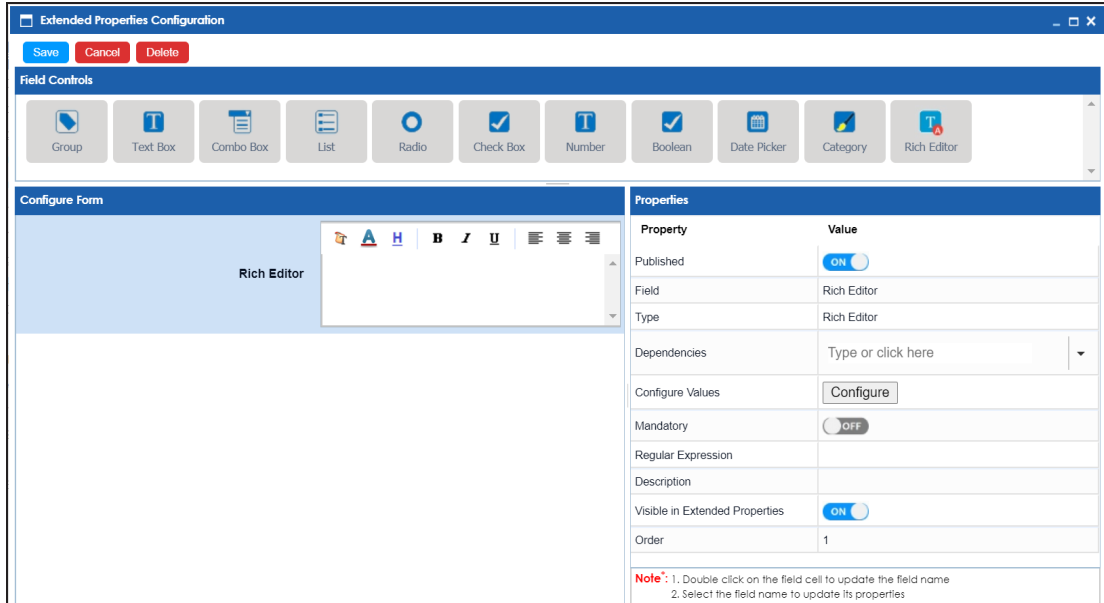 Extended Properties Configuration
Save Cancel Delete
Field Controls
Group Text Box Combo Box List Radio Check Box Number Boolean Date Picker Category Rich Editor
Configure Form
Rich Editor
A H B I U
Properties
Property Value
Published ON
Field Rich Editor
Type Rich Editor
Dependencies Type or click here
Configure Values Configure
Mandatory OFF
Regular Expression
Description
Visible in Extended Properties ON
Order 1
Note*: 1. Double click on the field cell to update the field name
2. Select the field name to update its properties